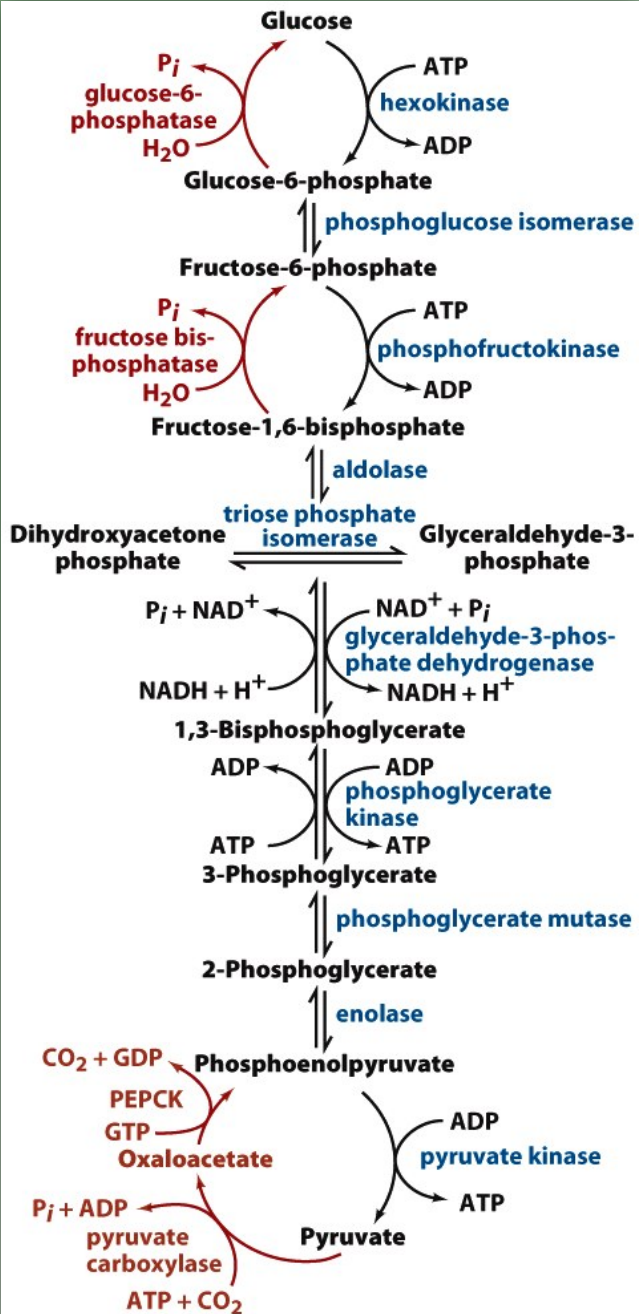 Glucose
Pi
ATP
glucose-6-
phosphatase
hexokinase
H2O
ADP
Glucose-6-phosphate
phosphoglucose isomerase
Fructose-6-phosphate
Pi
ATP
fructose bis-
phosphatase
phosphofructokinase
H2O
ADP
Fructose-1,6-bisphosphate
aldolase
triose phosphate
isomerase
Dihydroxyacetone
phosphate
Glyceraldehyde-3-
phosphate
Pi + NAD+
NAD+ + Pi
glyceraldehyde-3-phos-
phate dehydrogenase
NADH + H+
NADH + H+
1,3-Bisphosphoglycerate
ADP
ADP
phosphoglycerate
kinase
ATP
ATP
3-Phosphoglycerate
phosphoglycerate mutase
2-Phosphoglycerate
enolase
CO2 + GDP
Phosphoenolpyruvate
PEPCK
GTP
ADP
Oxaloacetate
pyruvate kinase
ATP
Pi + ADP
pyruvate
carboxylase
Pyruvate
ATP + CO2